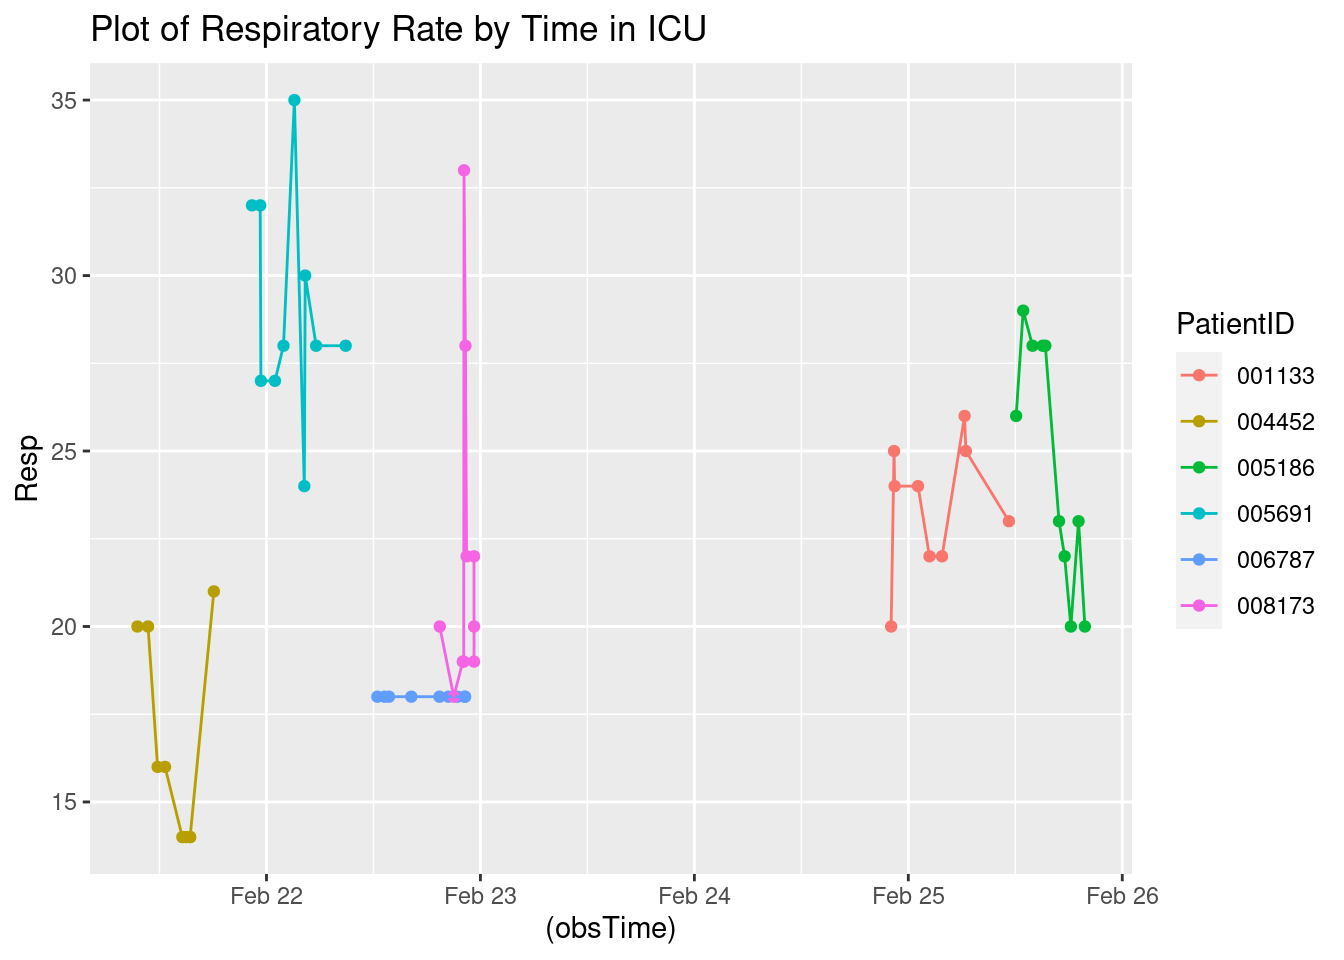 Plot of Respiratory Rate by Time in ICU
35
30
25
20
15
Resp
Feb 22
Feb 23
Feb 24
Feb 25
Feb 26
(obsTime)
PatientID
001133
004452
005186
005691
006787
008173